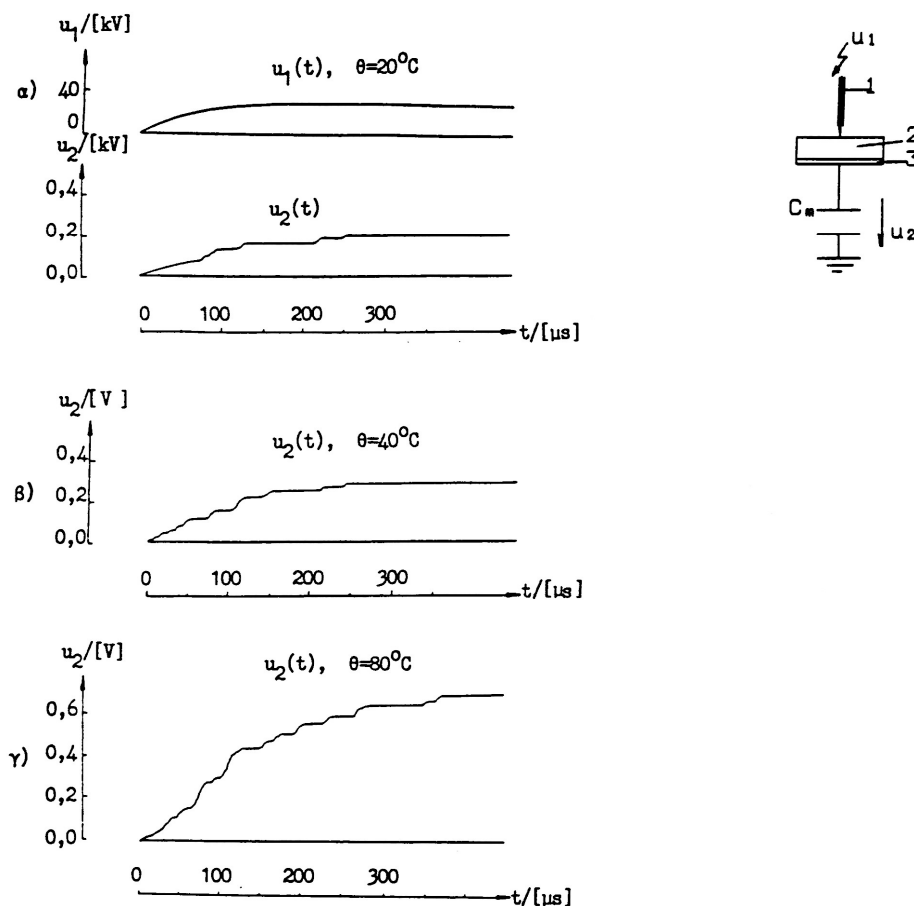 u₁/[kV]
u₁(t), θ=20°C
α)
40
0
u₂/[kV]
0,4
u₂(t)
0,2
0,0
0 100 200 300
t/[µs]
u₁
1
2
3
Cₘ
u₂
u₂/[V ]
u₂(t), θ=40°C
0,4
β)
0,2
0,0
0 100 200 300
t/[µs]
u₂/[V]
u₂(t), θ=80°C
0,6
γ)
0,4
0,2
0,0
0 100 200 300
t/[µs]